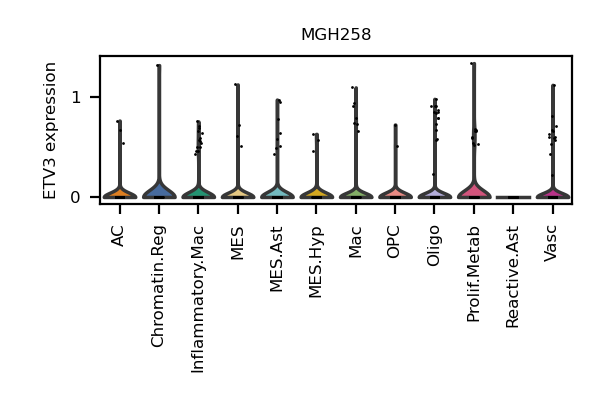 MGH258
ETV3 expression
1
0
AC
Chromatin.Reg
Inflammatory.Mac
MES
MES.Ast
MES.Hyp
Mac
OPC
Oligo
Prolif.Metab
Reactive.Ast
Vasc